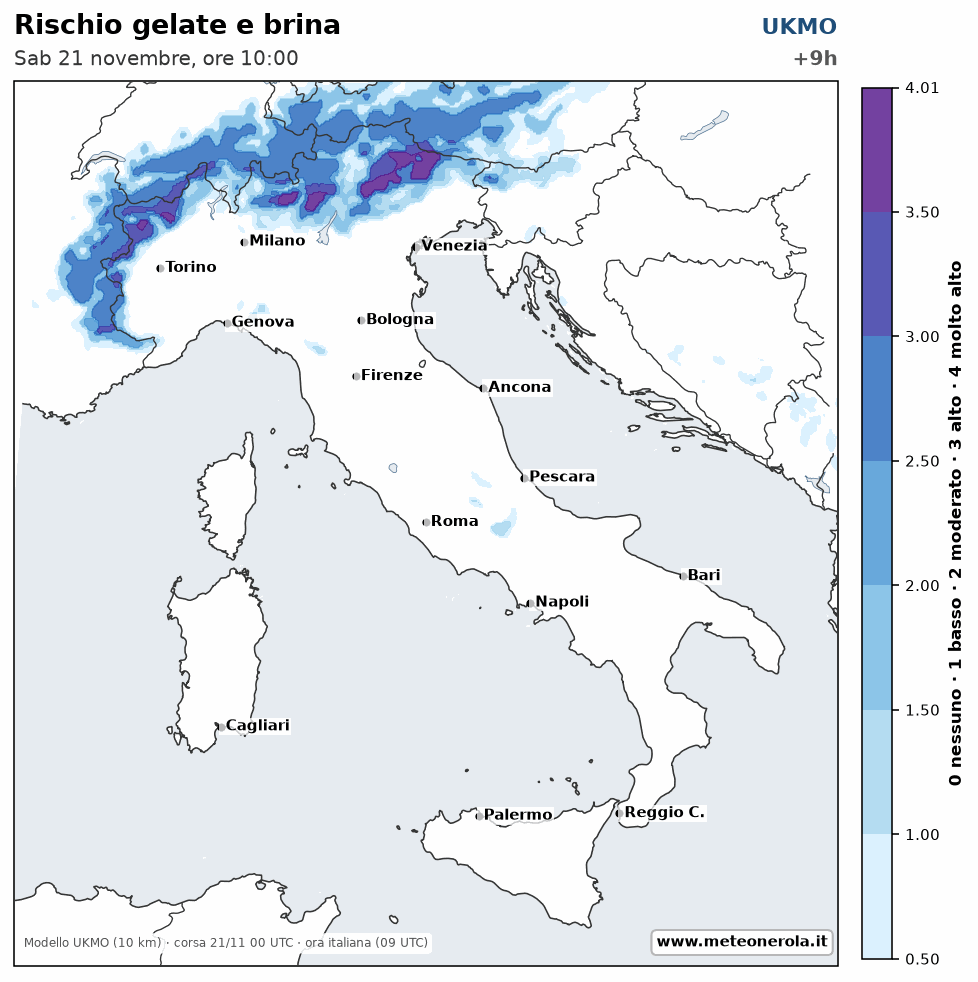 Rischio gelate e brina
UKMO
Sab 21 novembre, ore 10:00
+9h
4.01
3.50
3.00
2.50
2.00
1.50
1.00
0.50
0 nessuno · 1 basso · 2 moderato · 3 alto · 4 molto alto
Milano
Venezia
Torino
Genova
Bologna
Firenze
Ancona
Pescara
Roma
Bari
Napoli
Cagliari
Palermo
Reggio C.
Modello UKMO (10 km) · corsa 21/11 00 UTC · ora italiana (09 UTC)
www.meteonerola.it